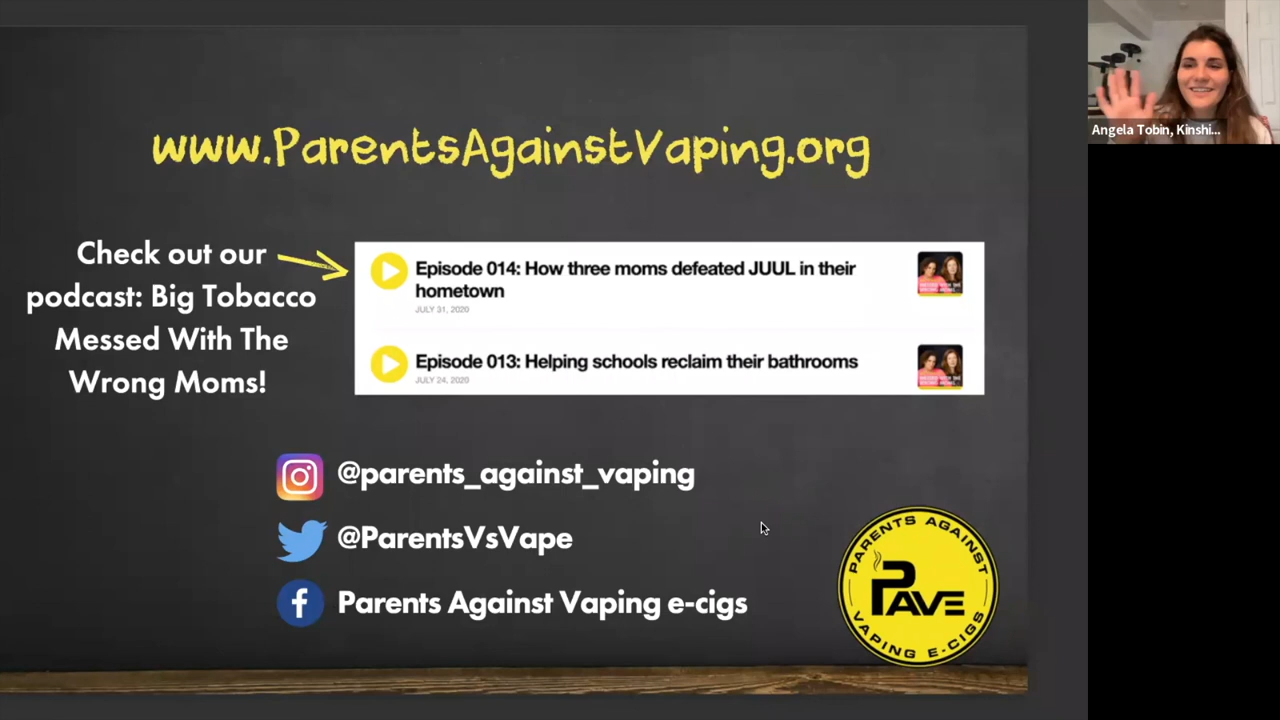 www.ParentsAgainstVaping.org
Check out our
podcast: Big Tobacco
Messed With The
Wrong Moms!
Episode 014: How three moms defeated JUUL in their
hometown
JULY 31, 2020
Episode 013: Helping schools reclaim their bathrooms
JULY 24, 2020
@parents_against_vaping
@ParentsVsVape
Parents Against Vaping e-cigs
PARENTS AGAINST
PAVE
VAPING E-CIGS
Angela Tobin, Kinshi...